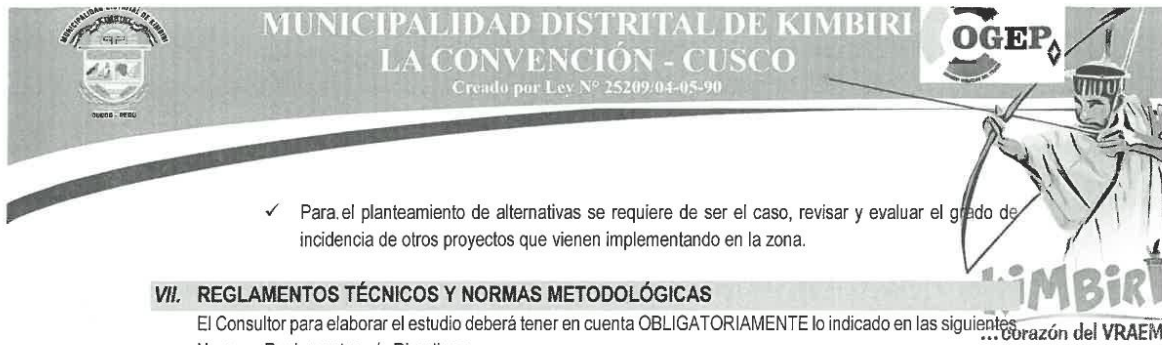 MUNICIPALIDAD DISTRITAL DE KIMBIRI
LA CONVENCIÓN - CUSCO
Creado por Ley Nº 25209/04-05-90
OGEP
CUSCO - PERU
✓ Para.el planteamiento de alternativas se requiere de ser el caso, revisar y evaluar el grado de
incidencia de otros proyectos que vienen implementando en la zona.
KiMBiRi
...corazón del VRAEM
VII. REGLAMENTOS TÉCNICOS Y NORMAS METODOLÓGICAS
El Consultor para elaborar el estudio deberá tener en cuenta OBLIGATORIAMENTE lo indicado en las siguientes